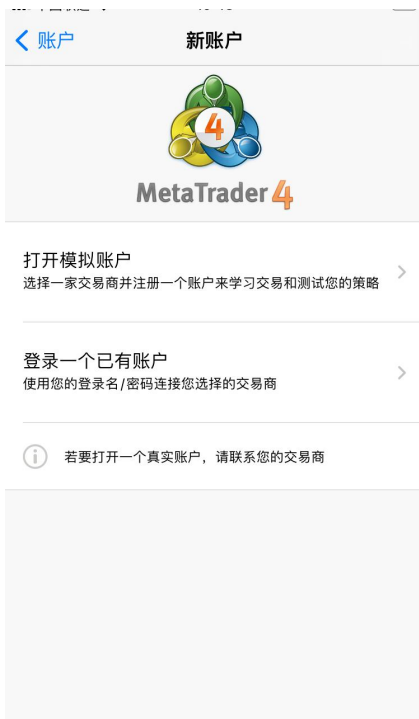 账户
新账户
4
MetaTrader 4
打开模拟账户
选择一家交易商并注册一个账户来学习交易和测试您的策略
登录一个已有账户
使用您的登录名/密码连接您选择的交易商
若要打开一个真实账户，请联系您的交易商